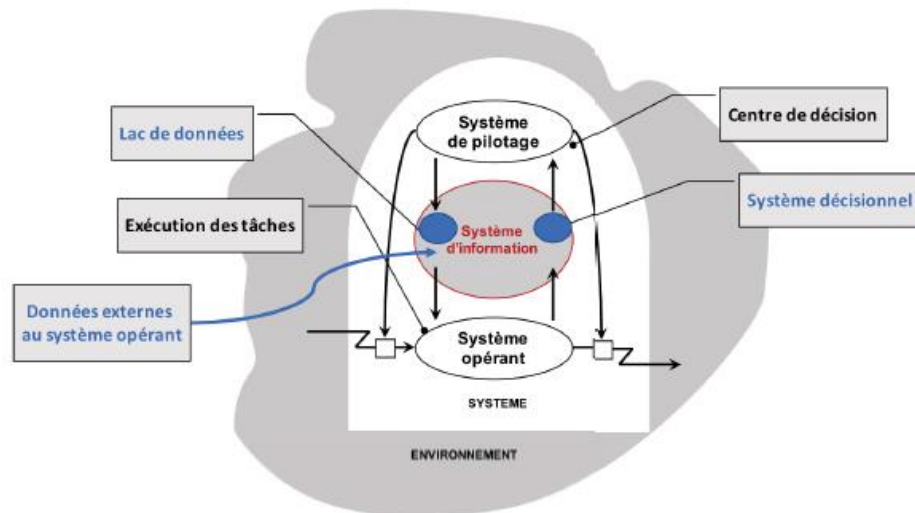 Lac de données
Système
de pilotage
Centre de décision
Système décisionnel
Exécution des tâches
Système
d'information
Données externes
au système opérant
Système
opérant
SYSTEME
ENVIRONNEMENT